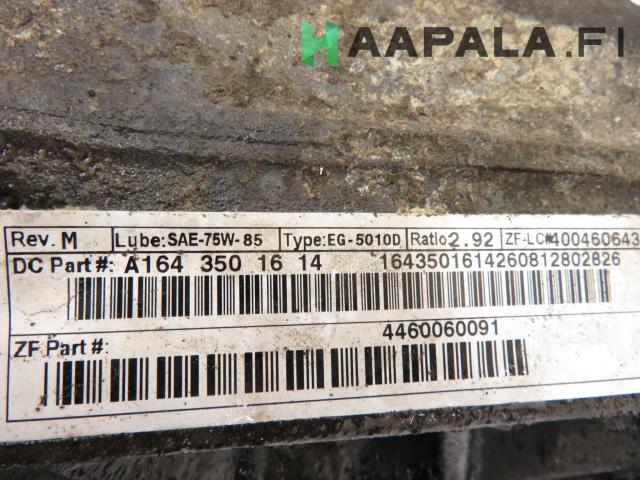 HAAPALA.FI
Rev. M Lube: SAE-75W-85 Type: EG-5010D Ratio 2.92 ZF-LC#400460643
DC Part#: A164 350 16 14 1643501614260812802826
ZF Part #: 4460060091